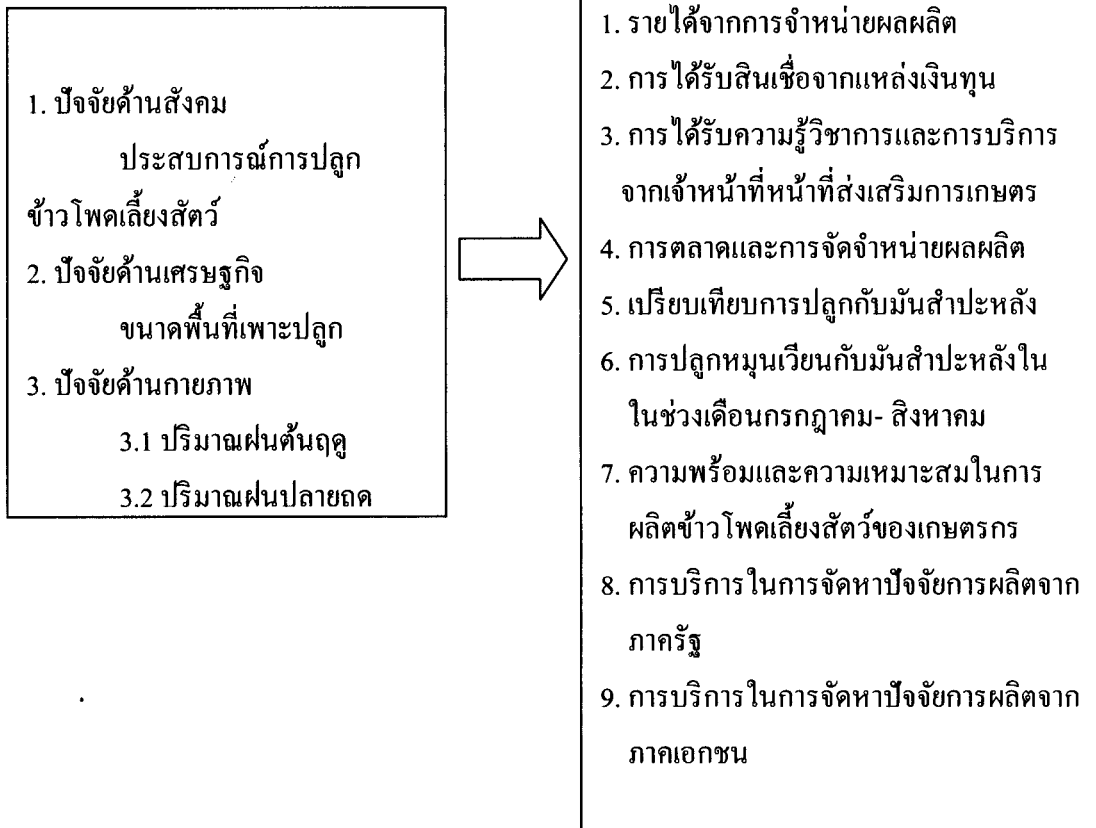 1. ปัจจัยด้านสังคม
ประสบการณ์การปลูก
ข้าวโพดเลี้ยงสัตว์
2. ปัจจัยด้านเศรษฐกิจ
ขนาดพื้นที่เพาะปลูก
3. ปัจจัยด้านกายภาพ
3.1 ปริมาณฝนต้นฤดู
3.2 ปริมาณฝนปลายฤด
1. รายได้จากการจำหน่ายผลผลิต
2. การได้รับสินเชื่อจากแหล่งเงินทุน
3. การได้รับความรู้วิชาการและการบริการ
จากเจ้าหน้าที่หน้าที่ส่งเสริมการเกษตร
4. การตลาดและการจัดจำหน่ายผลผลิต
5. เปรียบเทียบการปลูกกับมันสำปะหลัง
6. การปลูกหมุนเวียนกับมันสำปะหลังใน
ในช่วงเดือนกรกฎาคม- สิงหาคม
7. ความพร้อมและความเหมาะสมในการ
ผลิตข้าวโพดเลี้ยงสัตว์ของเกษตรกร
8. การบริการในการจัดหาปัจจัยการผลิตจาก
ภาครัฐ
9. การบริการในการจัดหาปัจจัยการผลิตจาก
ภาคเอกชน